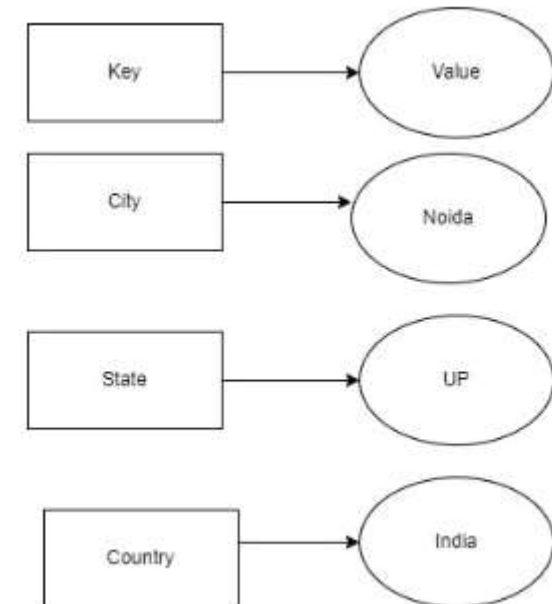 Key
Value
City
Noida
State
UP
Country
India